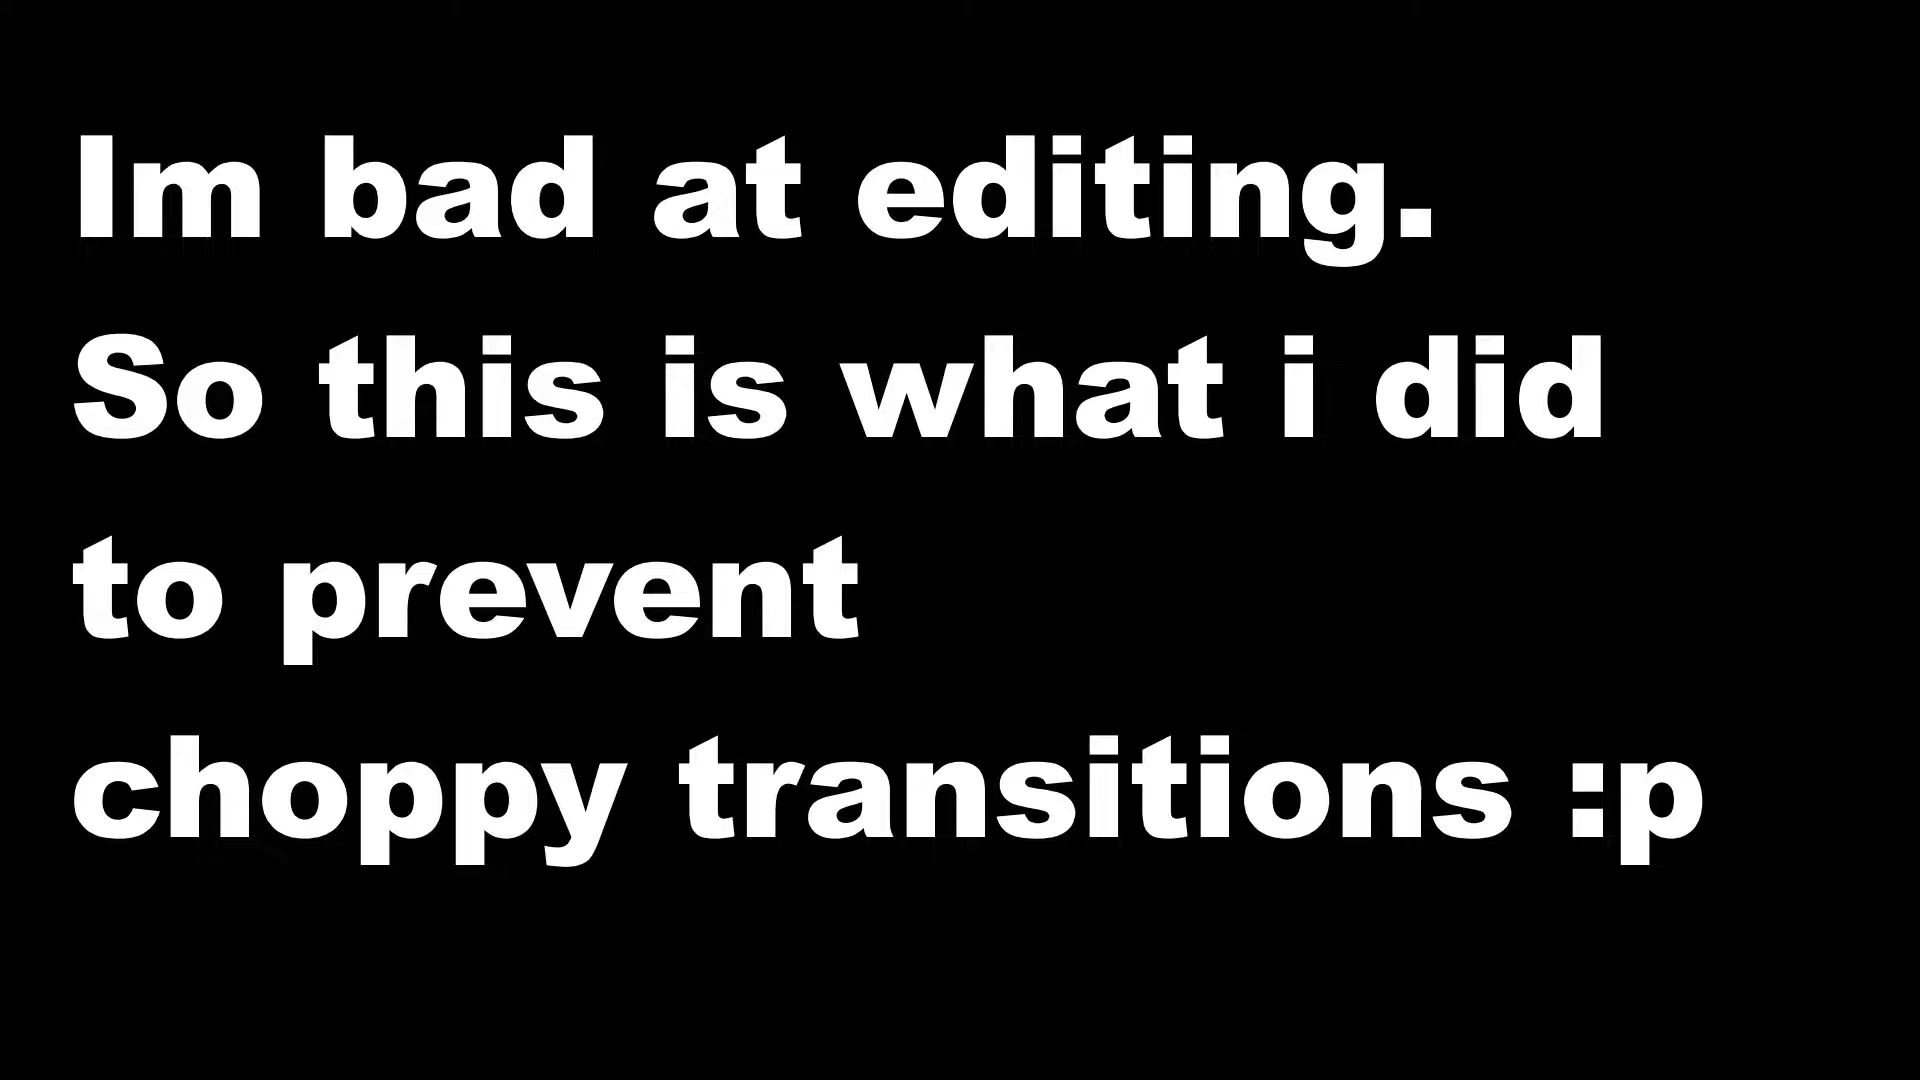 Im bad at editing.
So this is what i did
to prevent
choppy transitions :p